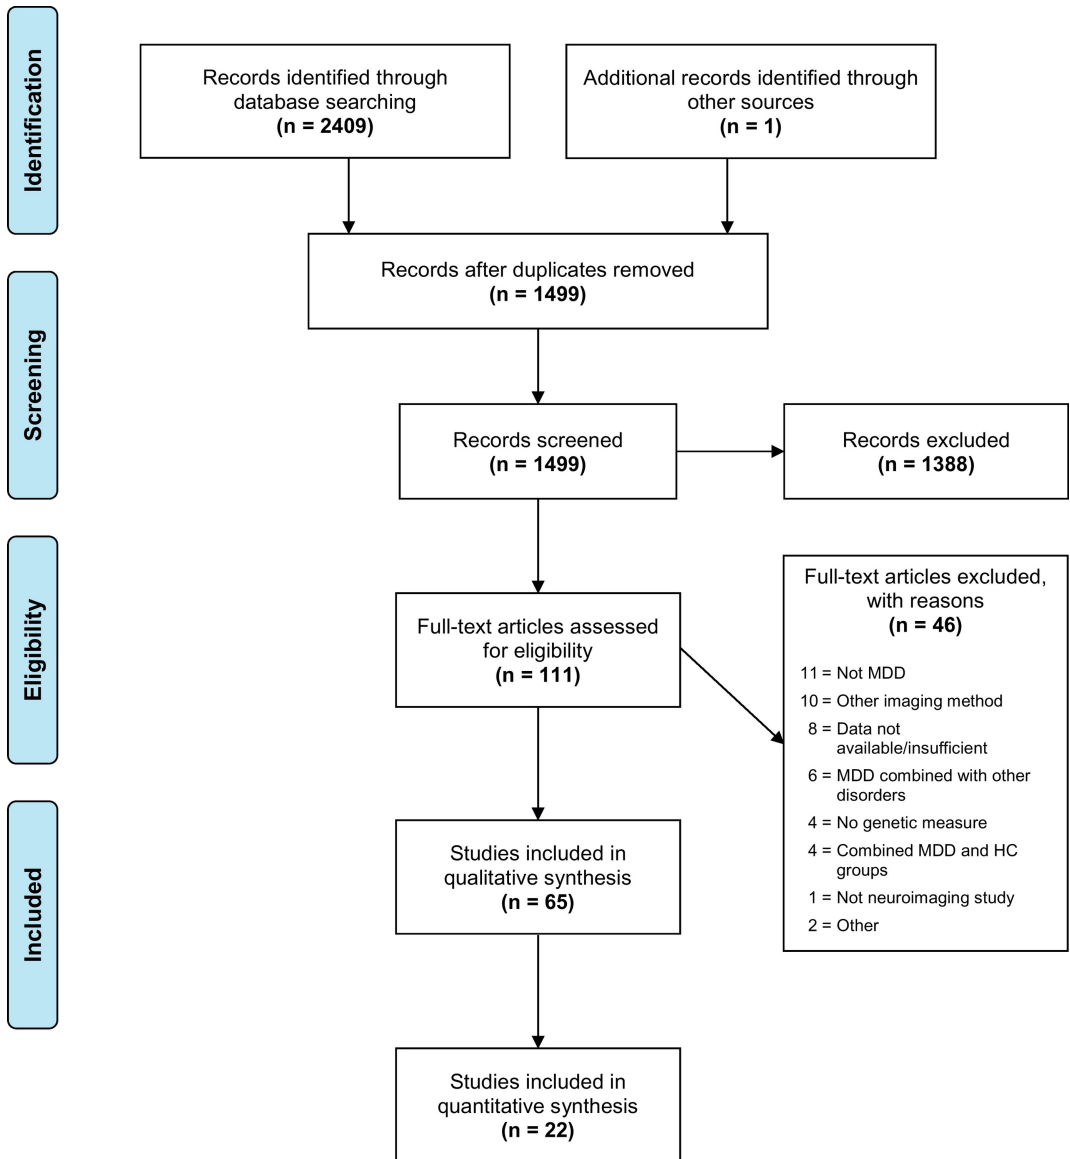 Identification
Records identified through
database searching
(n = 2409)
Additional records identified through
other sources
(n = 1)
Records after duplicates removed
(n = 1499)
Screening
Records screened
(n = 1499)
Records excluded
(n = 1388)
Eligibility
Full-text articles assessed
for eligibility
(n = 111)
Full-text articles excluded,
with reasons
(n = 46)
11 = Not MDD
10 = Other imaging method
8 = Data not
available/insufficient
6 = MDD combined with other
disorders
4 = No genetic measure
4 = Combined MDD and HC
groups
1 = Not neuroimaging study
2 = Other
Included
Studies included in
qualitative synthesis
(n = 65)
Studies included in
quantitative synthesis
(n = 22)